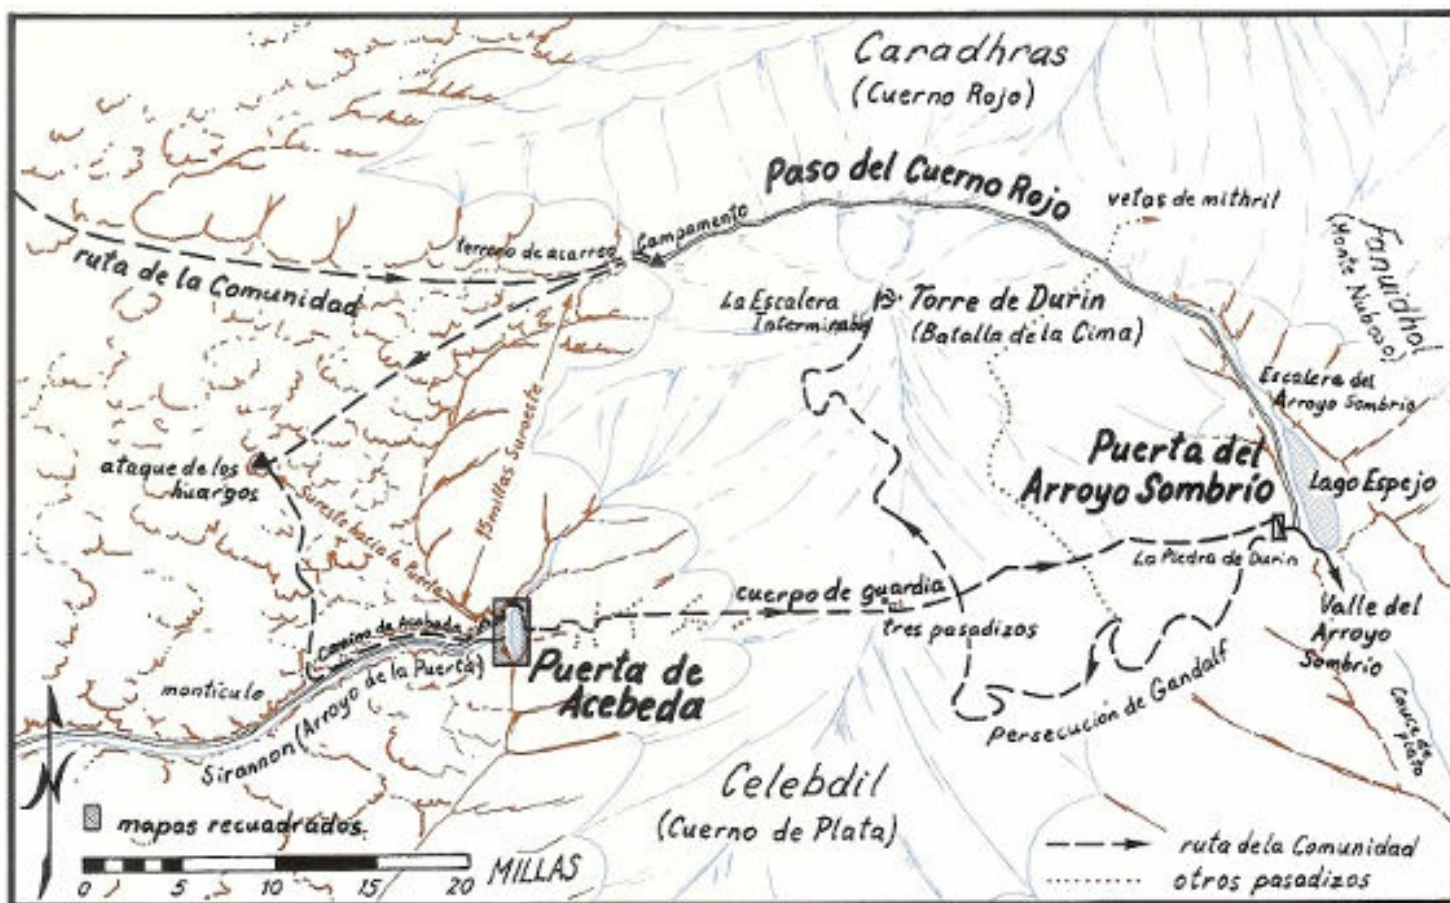 Caradhras
(Cuerno Rojo)
Paso del Cuerno Rojo
vetas de mithril
Fanuidhol
(Monte Nuboso)
terreno de acarreo
Campamento
ruta de la Comunidad
La Escalera
Interminable
Torre de Durin
(Batalla de la Cima)
Escalera del
Arroyo Sombrío
15 millas Suroeste
ataque de los
huargos
Sureste hacia la Puerta
Puerta del
Arroyo Sombrío
Lago Espejo
La Piedra de Durin
cuerpo de guardia
tres pasadizos
Valle del
Arroyo
Sombrío
Camino de Acebeda
Puerta de
Acebeda
montículo
Sirannon (Arroyo de la Puerta)
Persecución de Gandalf
Cauce de
Plata
N
Celebdil
(Cuerno de Plata)
mapas recuadrados.
0 5 10 15 20 MILLAS
ruta de la Comunidad
otros pasadizos